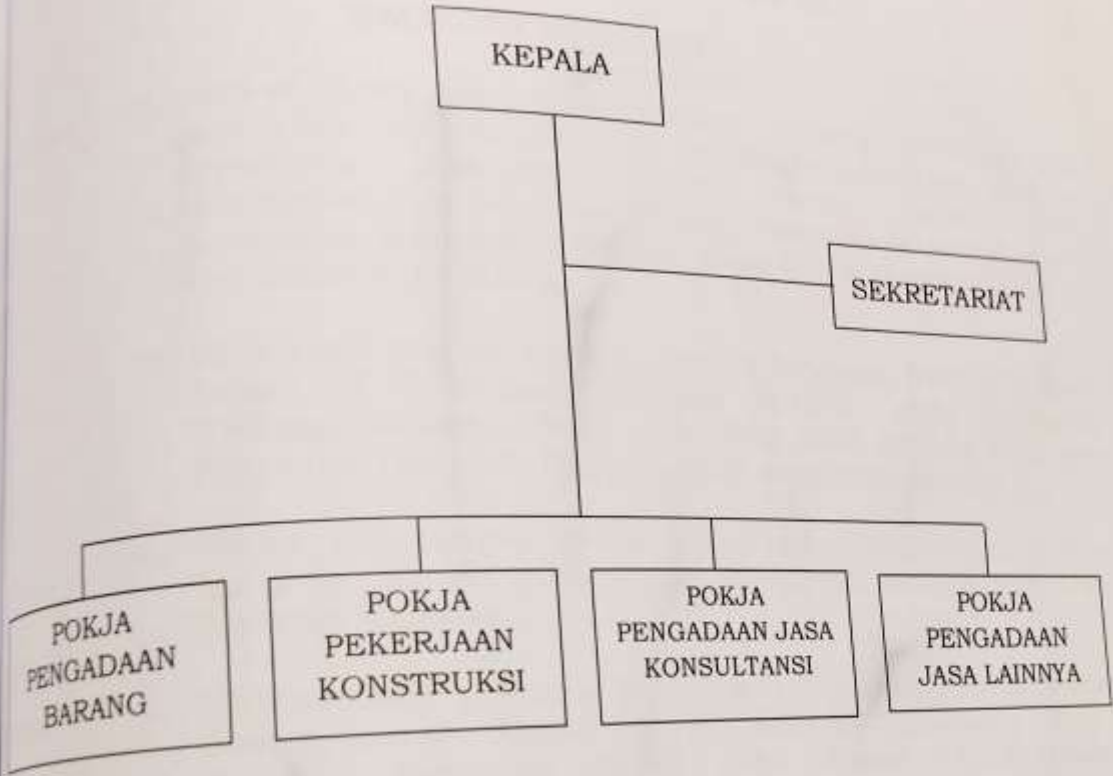 KEPALA
SEKRETARIAT
POKJA
PENGADAAN
BARANG
POKJA
PEKERJAAN
KONSTRUKSI
POKJA
PENGADAAN JASA
KONSULTANSI
POKJA
PENGADAAN
JASA LAINNYA